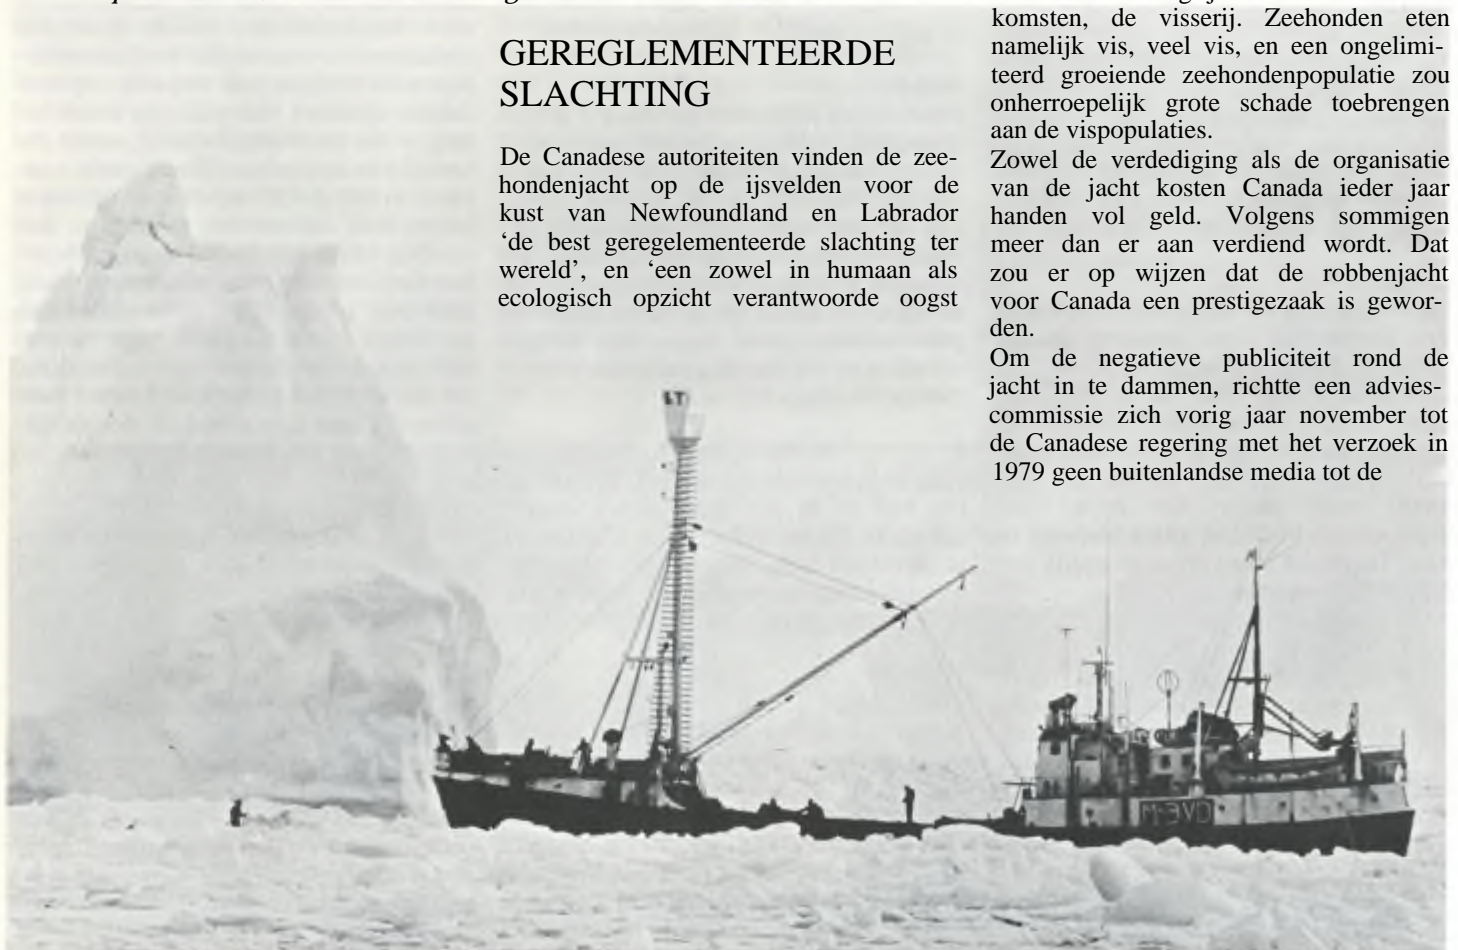 GEREGLEMENTEERDE
SLACHTING
De Canadese autoriteiten vinden de zee-
hondenjacht op de ijsvelden voor de
kust van Newfoundland en Labrador
‘de best geregelementeerde slachting ter
wereld’, en ‘een zowel in humaan als
ecologisch opzicht verantwoorde oogst
komsten, de visserij. Zeehonden eten
namelijk vis, veel vis, en een ongelimi-
teerd groeiende zeehondenpopulatie zou
onherroepelijk grote schade toebrengen
aan de vispopulaties.
Zowel de verdediging als de organisatie
van de jacht kosten Canada ieder jaar
handen vol geld. Volgens sommigen
meer dan er aan verdiend wordt. Dat
zou er op wijzen dat de robbenjacht
voor Canada een prestigezaak is gewor-
den.
Om de negatieve publiciteit rond de
jacht in te dammen, richtte een advies-
commissie zich vorig jaar november tot
de Canadese regering met het verzoek in
1979 geen buitenlandse media tot de
LT
M-3-VD